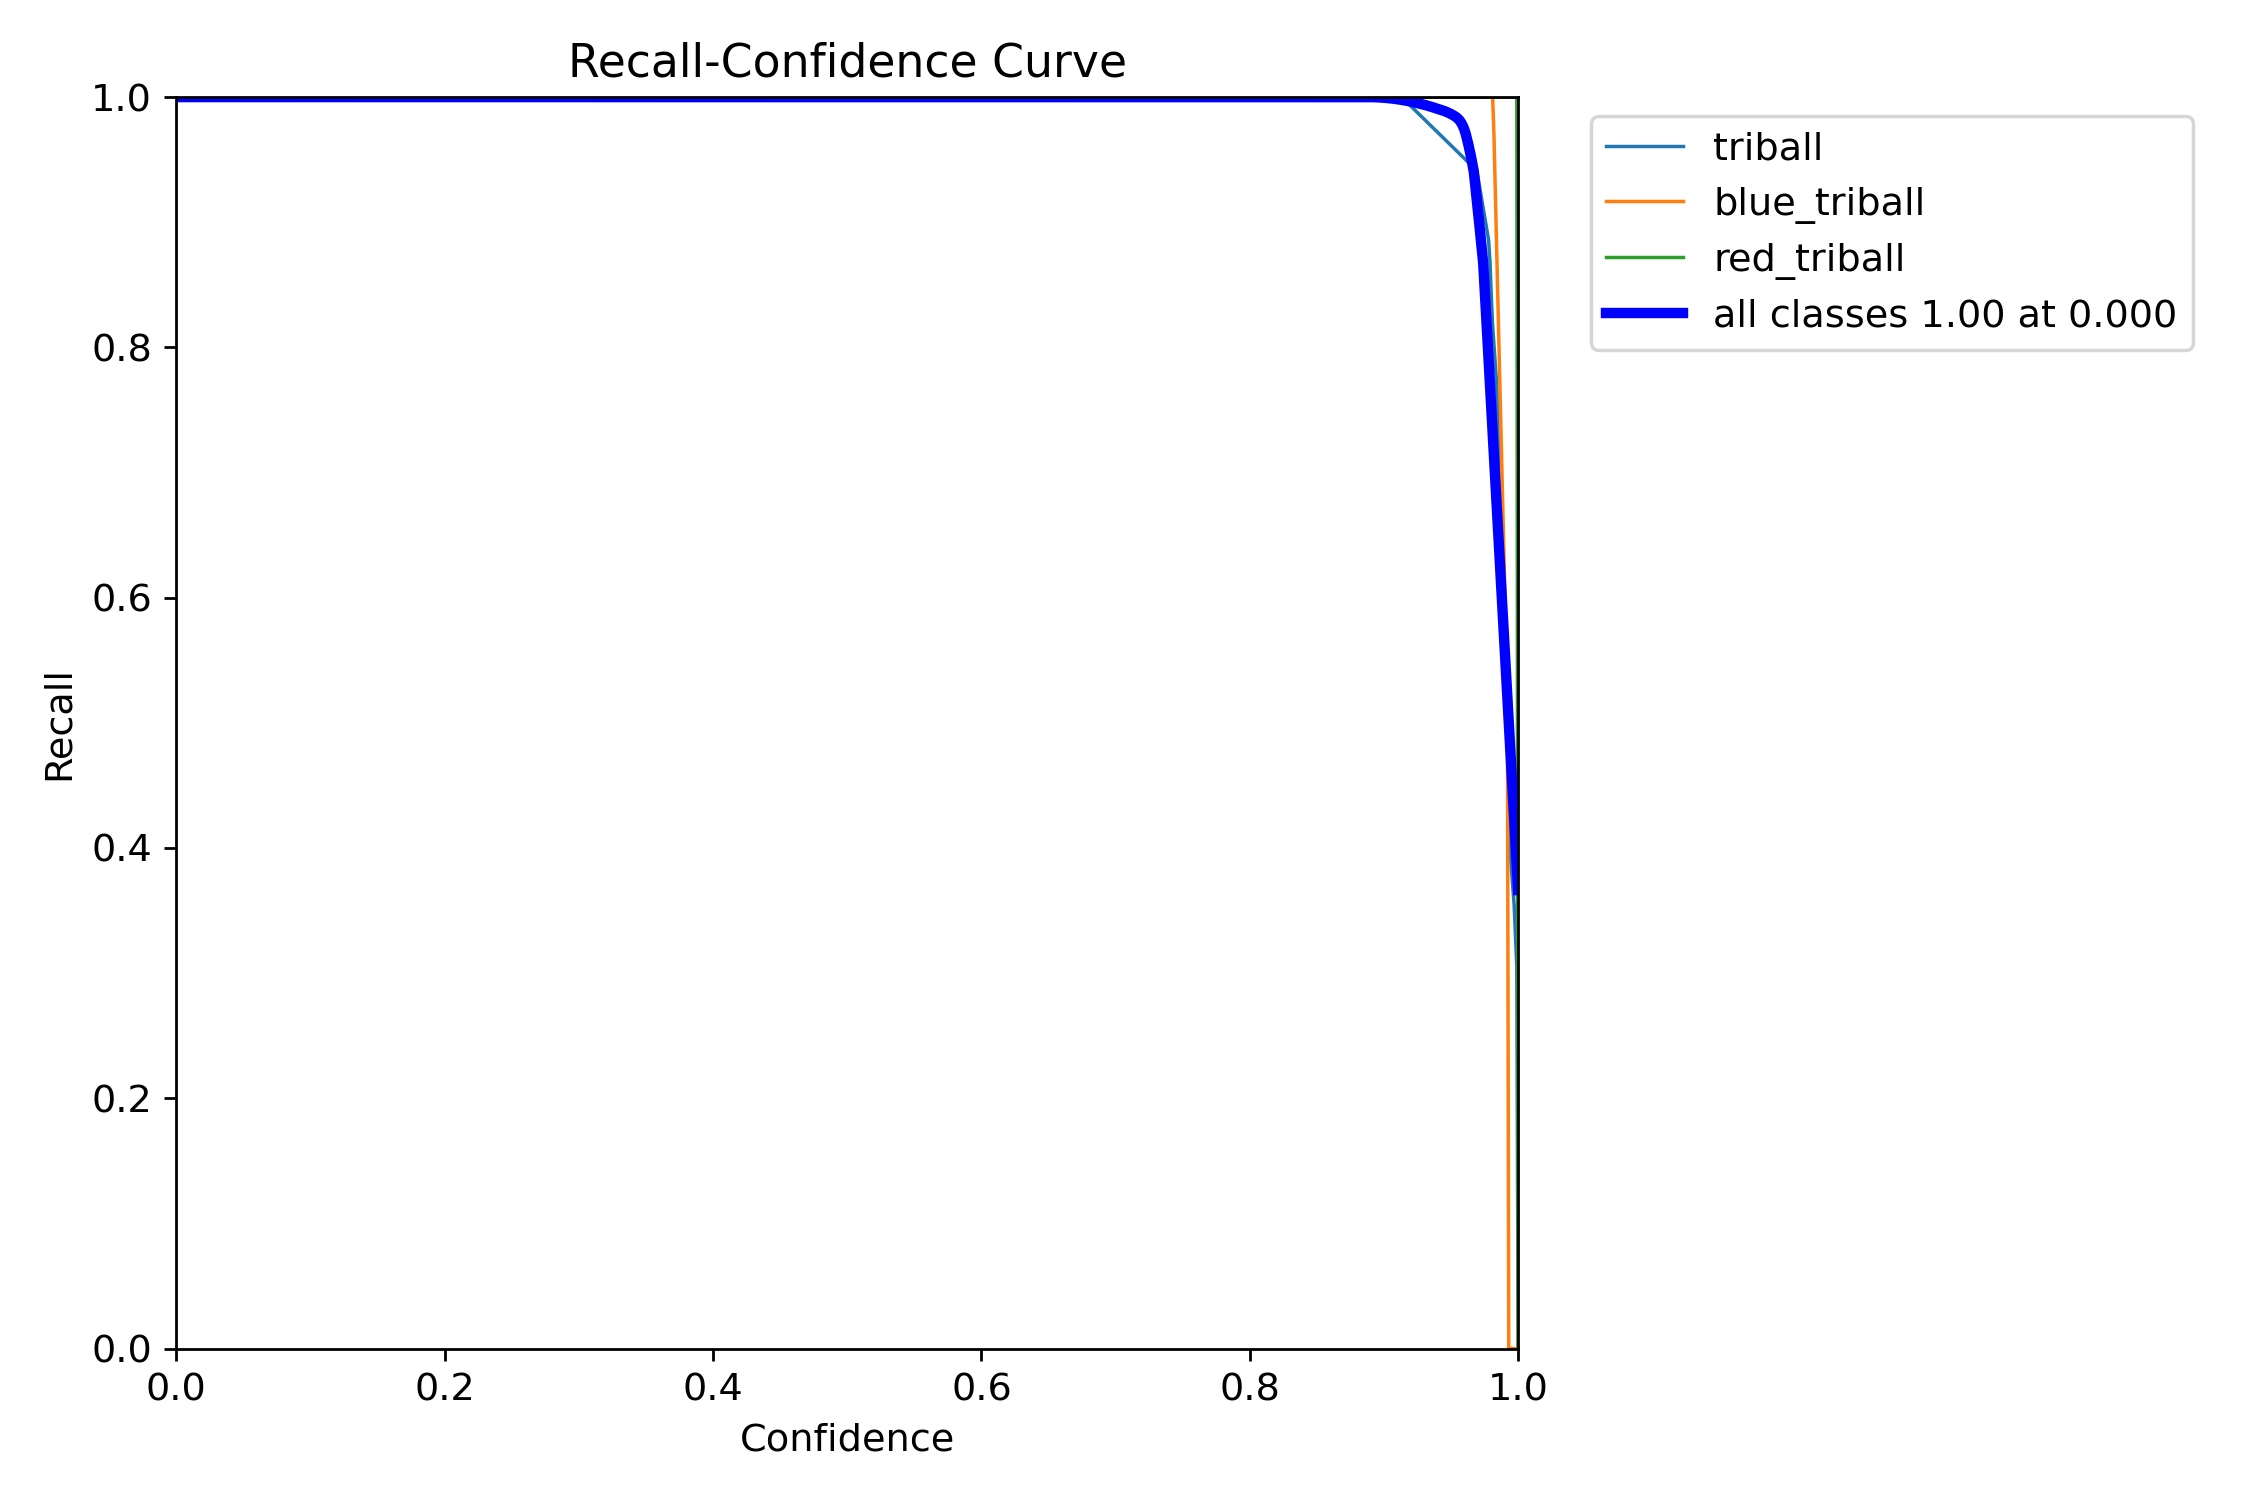 Recall-Confidence Curve
1.0
0.8
0.6
0.4
0.2
0.0
Recall
0.0 0.2 0.4 0.6 0.8 1.0
Confidence
triball
blue_triball
red_triball
all classes 1.00 at 0.000